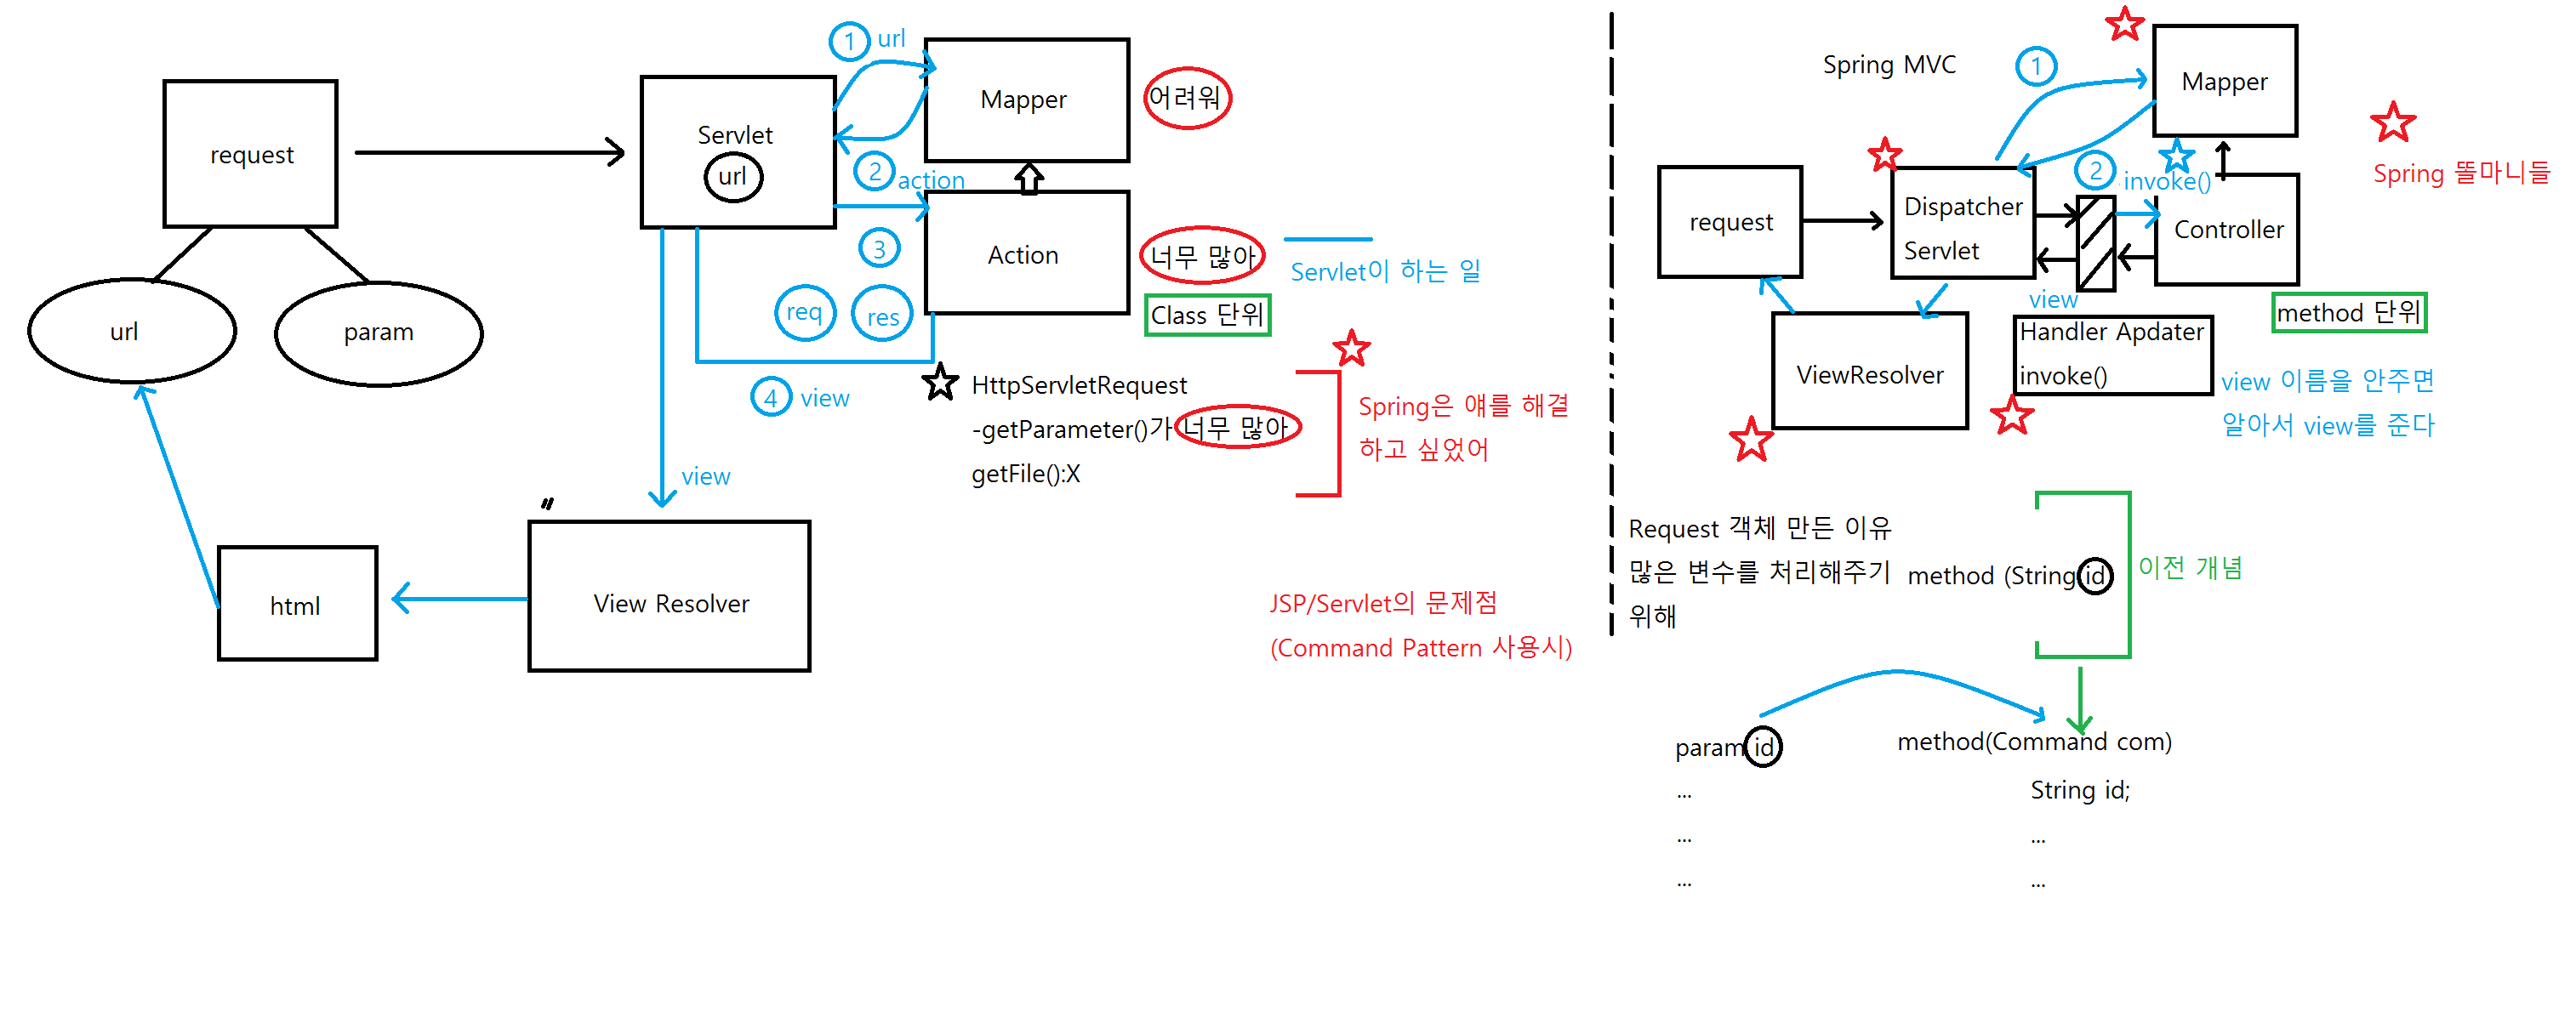 request
url
param
Servlet
url
1 url
2 action
3
req
res
4 view
Mapper
어려워
Action
너무 많아
Class 단위
Servlet이 하는 일
HttpServletRequest
-getParameter()가 너무 많아
getFile():X
Spring은 얘를 해결
하고 싶었어
view
View Resolver
html
JSP/Servlet의 문제점
(Command Pattern 사용시)
Spring MVC
1
Mapper
Spring 똘마니들
request
Dispatcher
Servlet
2
invoke()
Controller
view
method 단위
ViewResolver
Handler Apdater
invoke()
view 이름을 안주면
알아서 view를 준다
Request 객체 만든 이유
많은 변수를 처리해주기
위해
method (String id
이전 개념
param id
...
...
...
method(Command com)
String id;
...
...